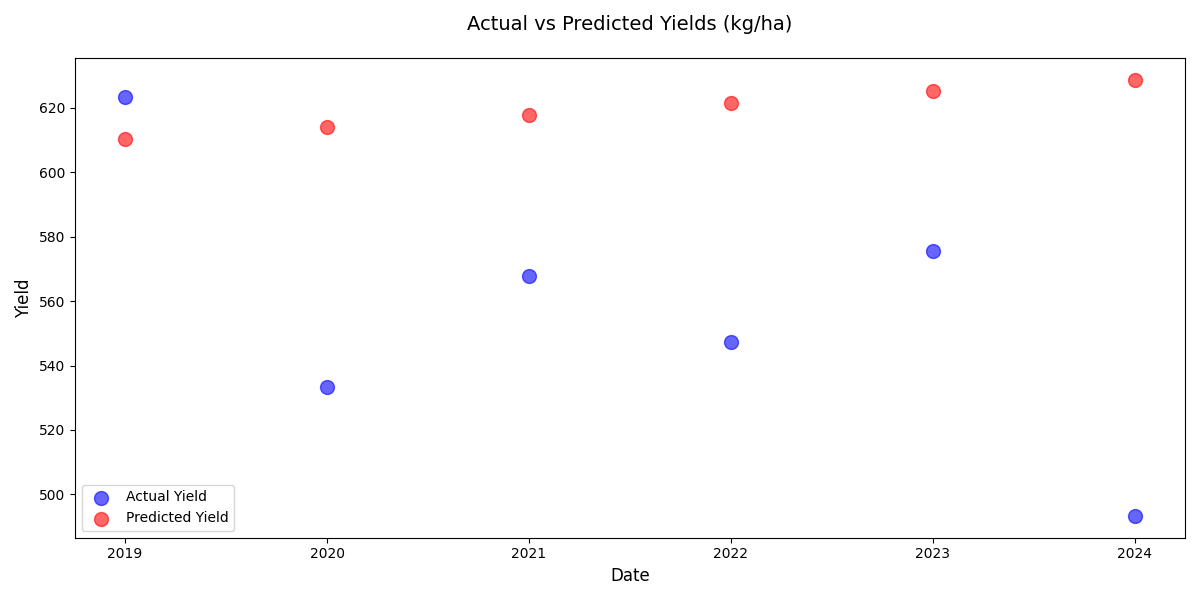 Actual vs Predicted Yields (kg/ha)
Yield
620
600
580
560
540
520
500
Actual Yield
Predicted Yield
2019 2020 2021 2022 2023 2024
Date